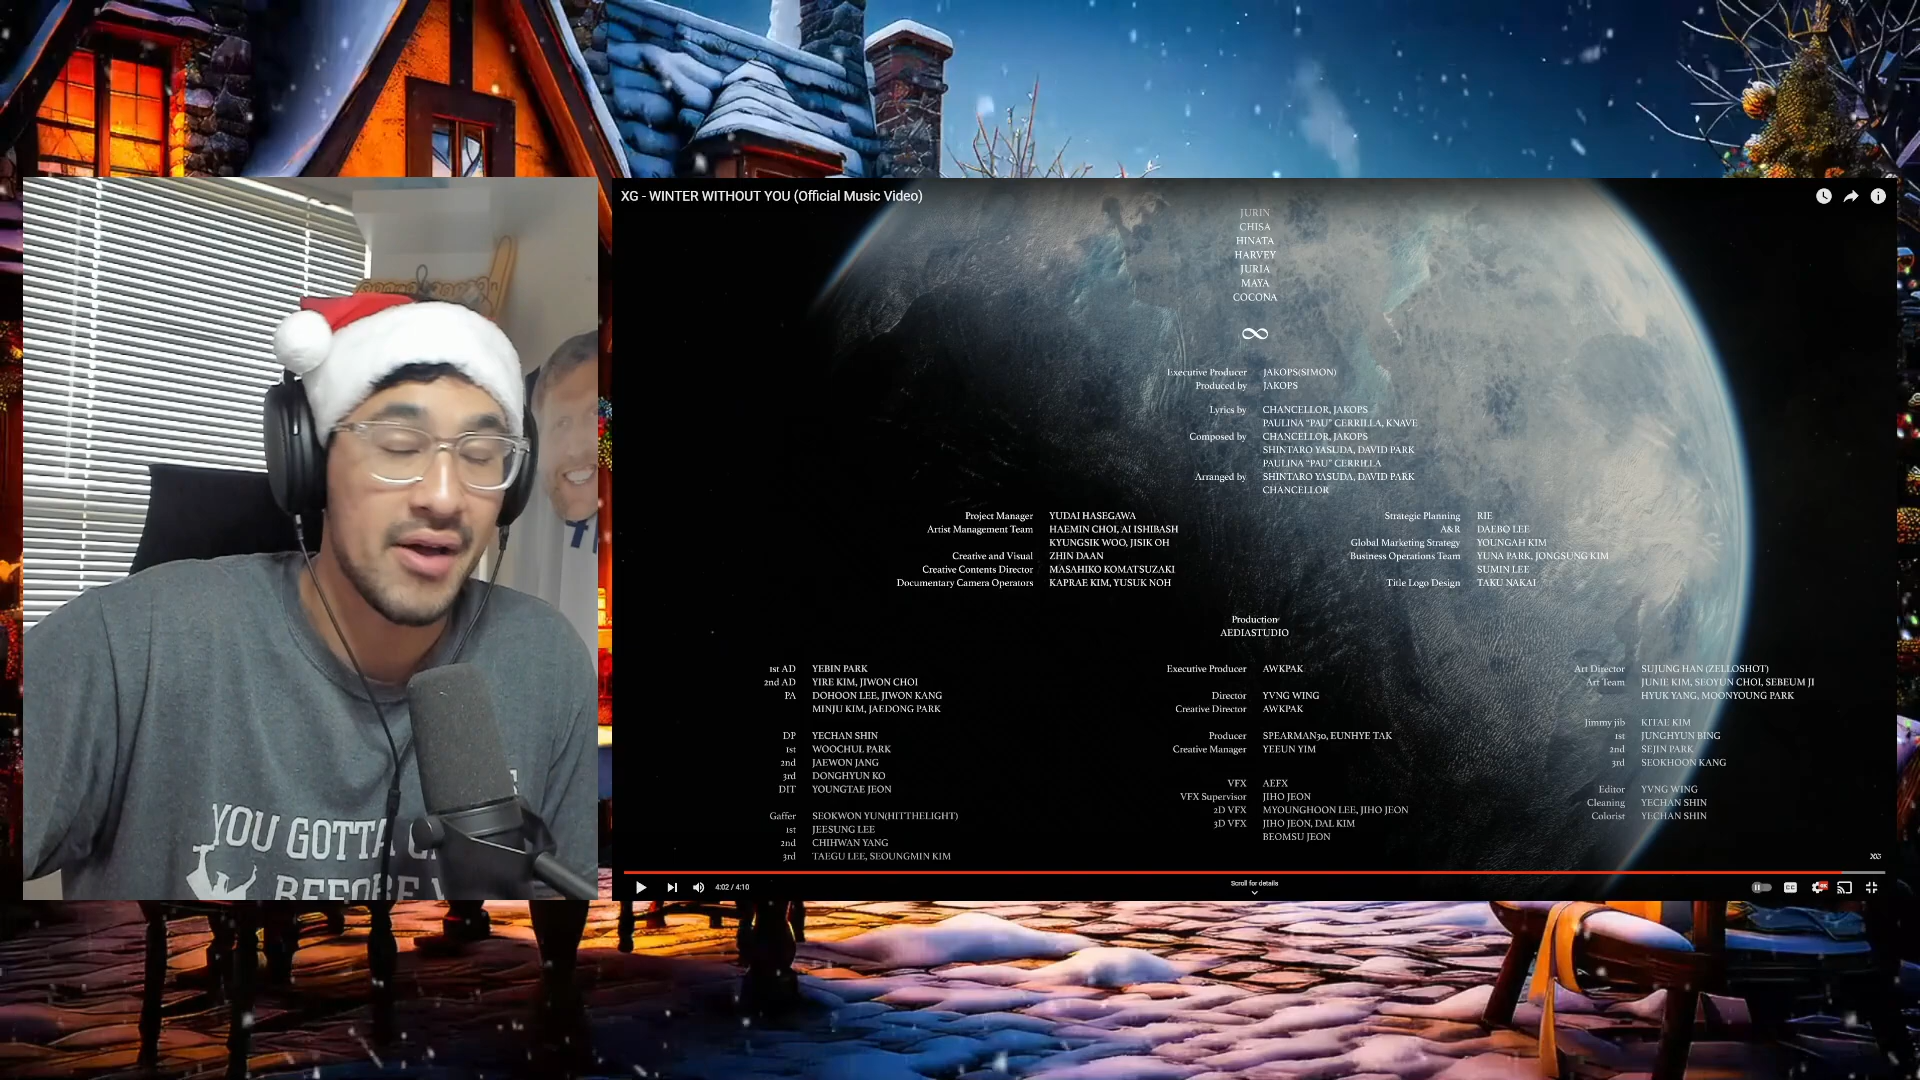 XG - WINTER WITHOUT YOU (Official Music Video)
JURIN
CHISA
HINATA
HARVEY
JURIA
MAYA
COCONA
Executive Producer JAKOPS(SIMON)
Produced by JAKOPS
Lyrics by CHANCELLOR, JAKOPS
PAULINA "PAU" CERRILLA, KNAVE
Composed by CHANCELLOR, JAKOPS
SHINTARO YASUDA, DAVID PARK
PAULINA "PAU" CERRILLA
Arranged by SHINTARO YASUDA, DAVID PARK
CHANCELLOR
Project Manager YUDAI HASEGAWA
Artist Management Team HAEMIN CHOI, AI ISHIBASH
KYUNGSIK WOO, JISIK OH
Creative and Visual ZHIN DAAN
Creative Contents Director MASAHIKO KOMATSUZAKI
Documentary Camera Operators KAPRAE KIM, YUSUK NOH
Strategic Planning RIE
A&R DAEBO LEE
Global Marketing Strategy YOUNGAH KIM
Business Operations Team YUNA PARK, JONGSUNG KIM
SUMIN LEE
Title Logo Design TAKU NAKAI
Production
AEDIASTUDIO
1st AD YEBIN PARK
2nd AD YIRE KIM, JIWON CHOI
PA DOHOON LEE, JIWON KANG
MINJU KIM, JAEDONG PARK
DP YECHAN SHIN
1st WOOCHUL PARK
2nd JAEWON JANG
3rd DONGHYUN KO
DIT YOUNGTAE JEON
Gaffer SEOKWON YUN(HITTHELIGHT)
1st JEESUNG LEE
2nd CHIHWAN YANG
3rd TAEGU LEE, SEOUNGMIN KIM
Executive Producer AWKPAK
Director YVNG WING
Creative Director AWKPAK
Producer SPEARMAN30, EUNHYE TAK
Creative Manager YEEUN YIM
VFX AEFX
VFX Supervisor JIHO JEON
2D VFX MYOUNGHOON LEE, JIHO JEON
3D VFX JIHO JEON, DAL KIM
BEOMSU JEON
Art Director SUJUNG HAN (ZELLOSHOT)
Art Team JUNIE KIM, SEOYUN CHOI, SEBEUM JI
HYUK YANG, MOONYOUNG PARK
Jimmy jib KITAE KIM
1st JUNGHYUN BING
2nd SEJIN PARK
3rd SEOKHOON KANG
Editor YVNG WING
Cleaning YECHAN SHIN
Colorist YECHAN SHIN
XG
4:02 / 4:10
Scroll for details
CC
4K
YOU GOTTA
BEFORE